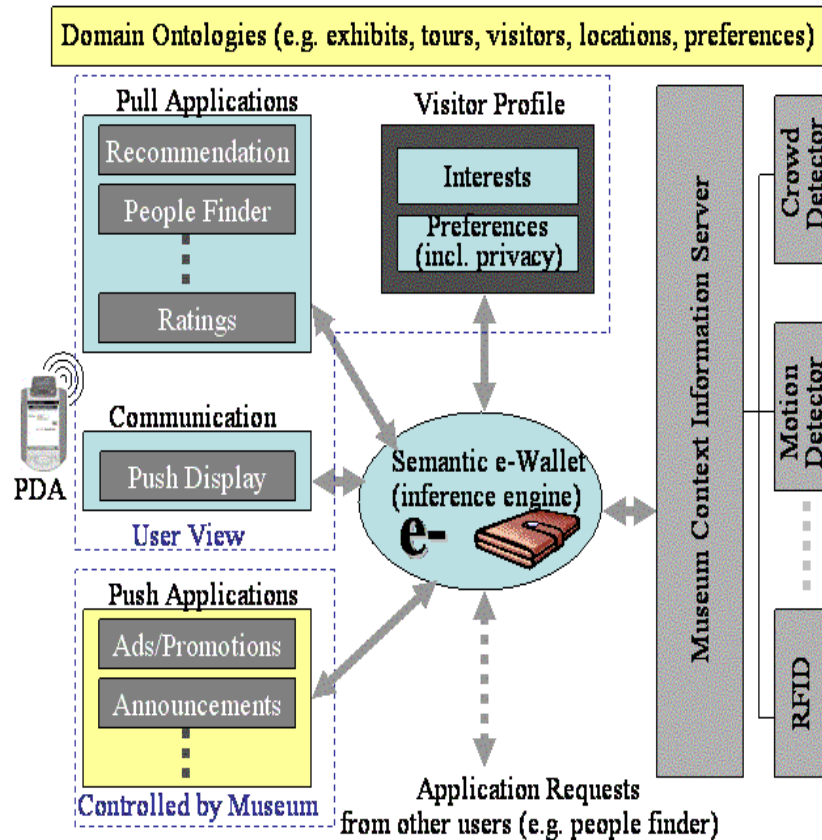 Domain Ontologies (e.g. exhibits, tours, visitors, locations, preferences)
Pull Applications
Recommendation
People Finder
Ratings
Visitor Profile
Interests
Preferences
(incl. privacy)
PDA
Communication
Push Display
User View
Semantic e-Wallet
(inference engine)
e-
Push Applications
Ads/Promotions
Announcements
Controlled by Museum
Application Requests
from other users (e.g. people finder)
Museum Context Information Server
Crowd
Detector
Motion
Detector
RFID